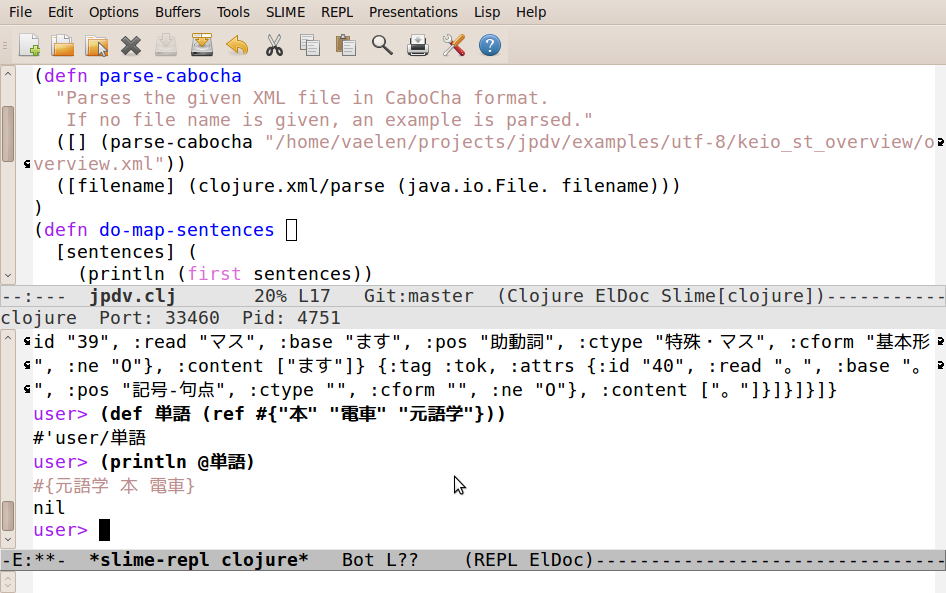 File Edit Options Buffers Tools SLIME REPL Presentations Lisp Help
(defn parse-cabocha
"Parses the given XML file in CaboCha format.
If no file name is given, an example is parsed."
([] (parse-cabocha "/home/vaelen/projects/jpdv/examples/utf-8/keio_st_overview/o
verview.xml"))
([filename] (clojure.xml/parse (java.io.File. filename)))
)
(defn do-map-sentences
[sentences] (
(println (first sentences))
--:--- jpdv.clj 20% L17 Git:master (Clojure ElDoc Slime[clojure])-----------
clojure Port: 33460 Pid: 4751
id "39", :read "マス", :base "ます", :pos "助動詞", :ctype "特殊・マス", :cform "基本形
", :ne "O"}, :content ["ます"]} {:tag :tok, :attrs {:id "40", :read "。", :base "。
", :pos "記号-句点", :ctype "", :cform "", :ne "O"}, :content ["。"]}]}]}]}
user> (def 単語 (ref #{"本" "電車" "元語学"}))
#'user/単語
user> (println @単語)
#{元語学 本 電車}
nil
user>
-E:**- *slime-repl clojure* Bot L?? (REPL ElDoc)--------------------------------